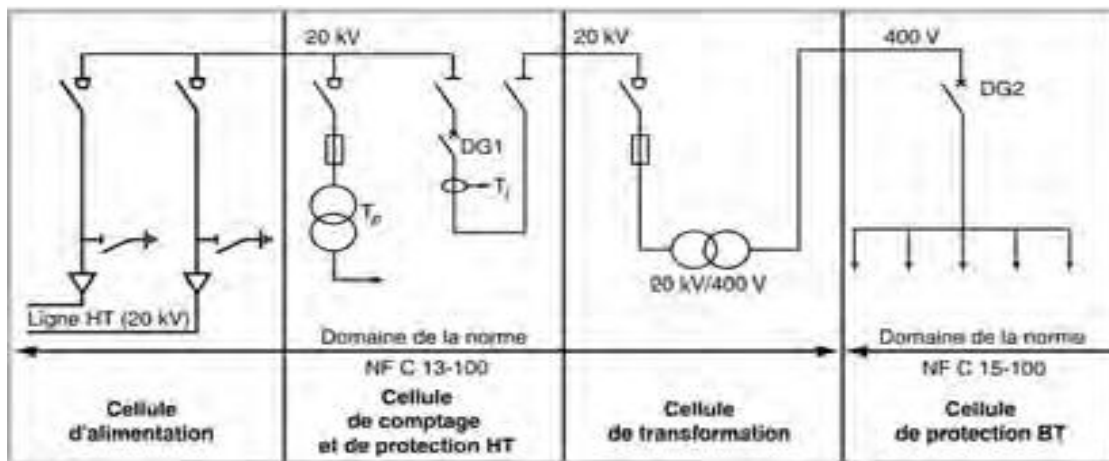 20 kV
20 kV
400 V
DG2
DG1
Ti
Tp
20 kV/400 V
Ligne HT (20 kV)
Domaine de la norme
NF C 13-100
Domaine de la norme
NF C 15-100
Cellule
d'alimentation
Cellule
de comptage
et de protection HT
Cellule
de transformation
Cellule
de protection BT